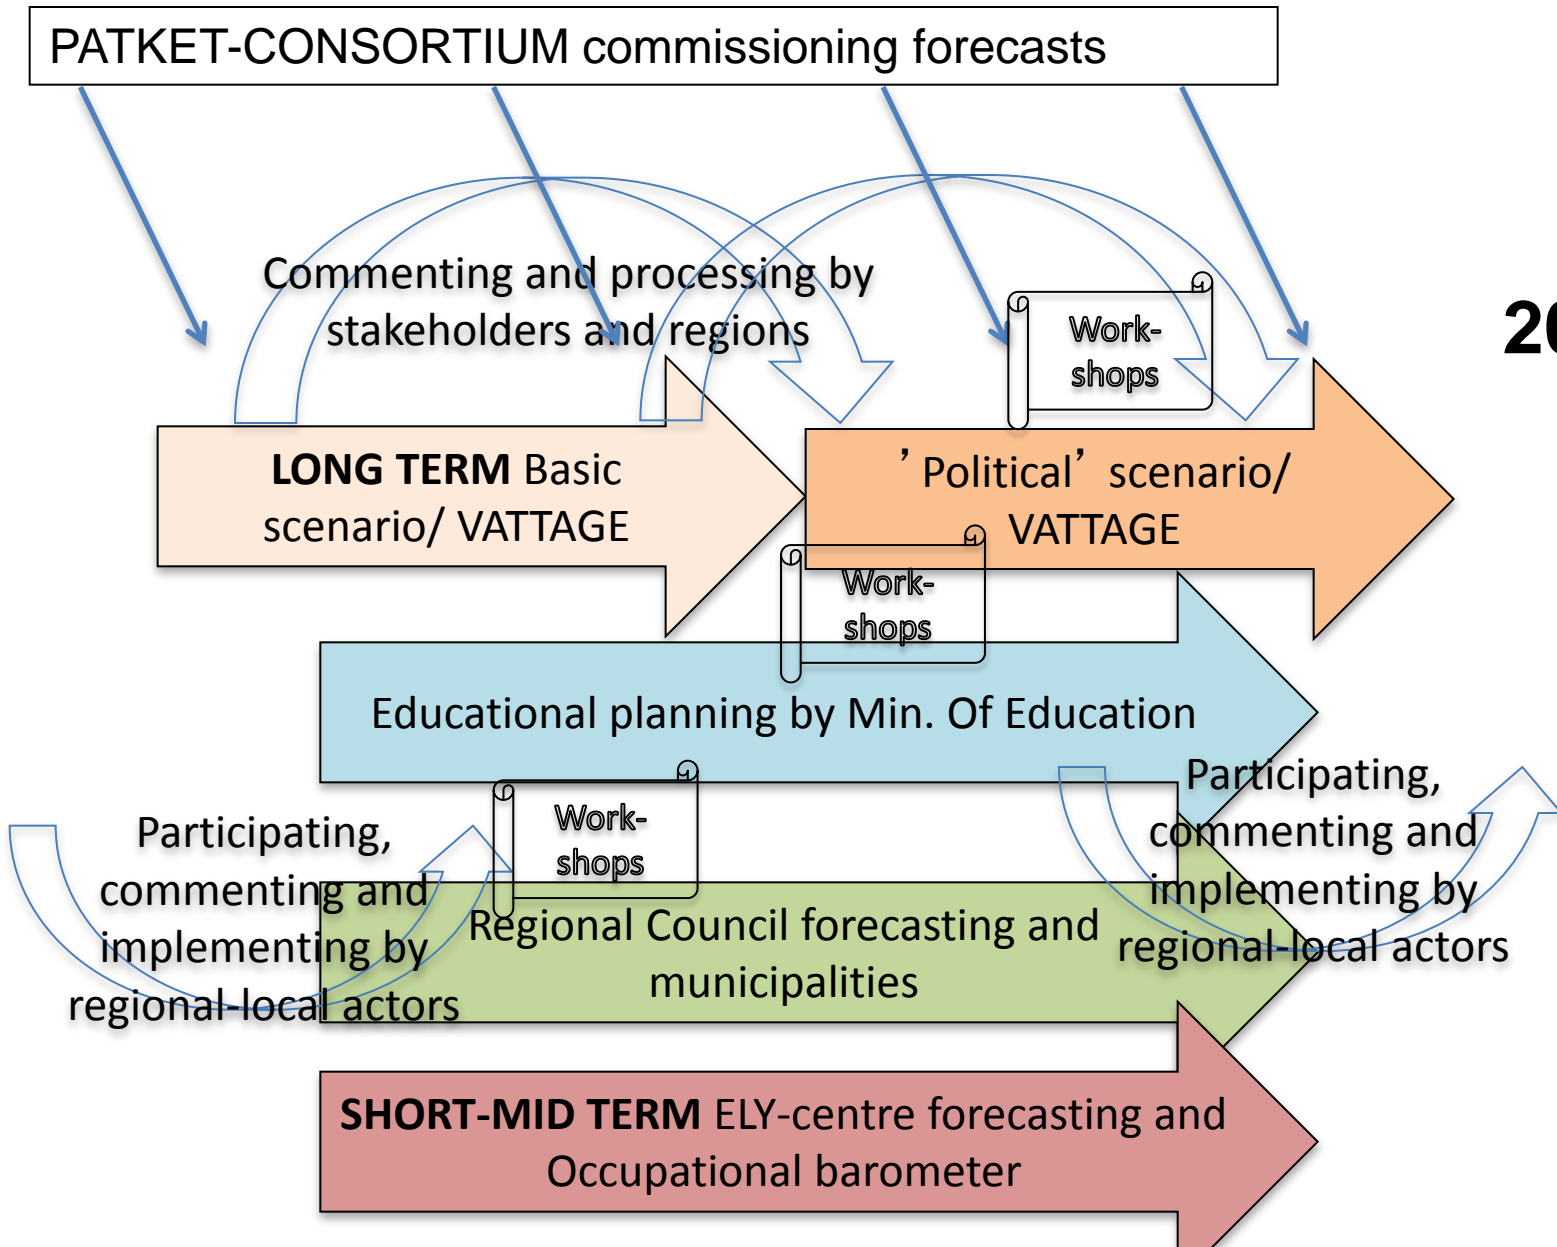 PATKET-CONSORTIUM commissioning forecasts
Commenting and processing by
stakeholders and regions
Work-
shops
20
LONG TERM Basic
scenario/ VATTAGE
’Political’ scenario/
VATTAGE
Work-
shops
Educational planning by Min. Of Education
Participating,
commenting and
implementing by
regional-local actors
Work-
shops
Participating,
commenting and
implementing by
regional-local actors
Regional Council forecasting and
municipalities
SHORT-MID TERM ELY-centre forecasting and
Occupational barometer